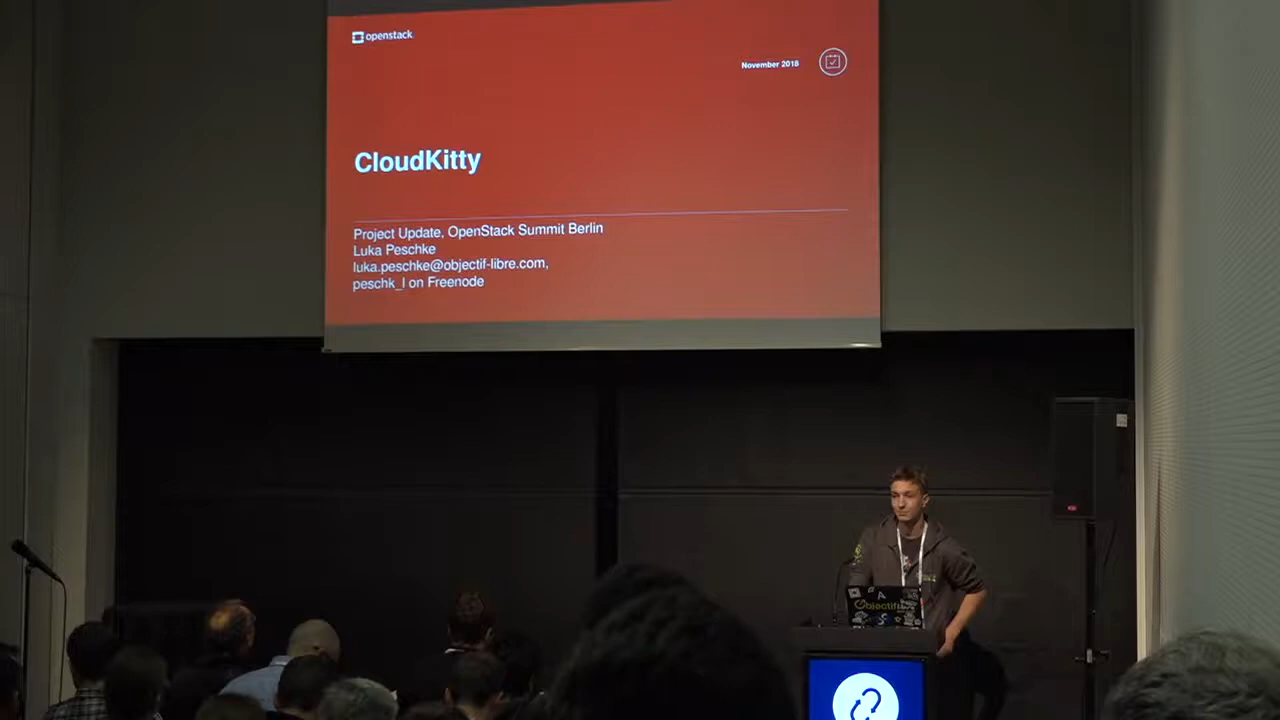 openstack.
November 2018
CloudKitty
Project Update, OpenStack Summit Berlin
Luka Peschke
luka.peschke@objectif-libre.com,
peschk_l on Freenode
Objectif